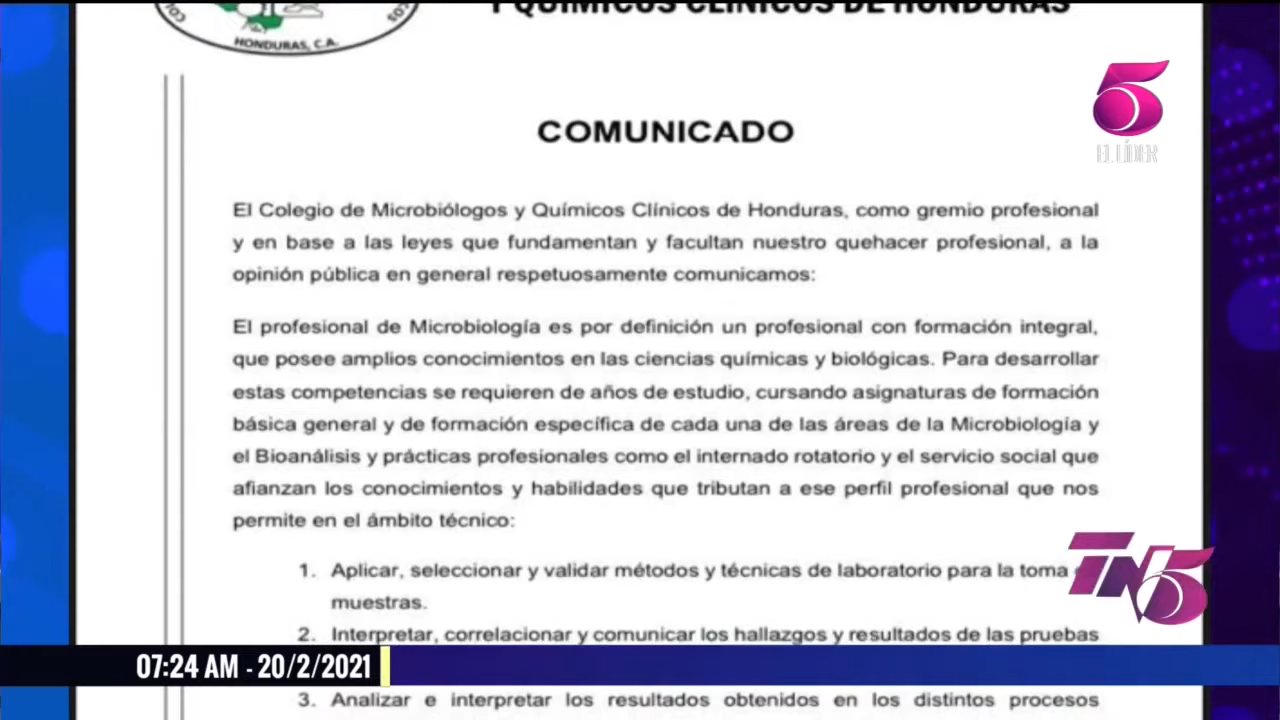 Y QUÍMICOS CLÍNICOS DE HONDURAS
HONDURAS, C.A.
5
EL LÍDER
COMUNICADO
El Colegio de Microbiólogos y Químicos Clínicos de Honduras, como gremio profesional
y en base a las leyes que fundamentan y facultan nuestro quehacer profesional, a la
opinión pública en general respetuosamente comunicamos:
El profesional de Microbiología es por definición un profesional con formación integral,
que posee amplios conocimientos en las ciencias químicas y biológicas. Para desarrollar
estas competencias se requieren de años de estudio, cursando asignaturas de formación
básica general y de formación específica de cada una de las áreas de la Microbiología y
el Bioanálisis y prácticas profesionales como el internado rotatorio y el servicio social que
afianzan los conocimientos y habilidades que tributan a ese perfil profesional que nos
permite en el ámbito técnico:
1. Aplicar, seleccionar y validar métodos y técnicas de laboratorio para la toma
muestras.
2. Interpretar, correlacionar y comunicar los hallazgos y resultados de las pruebas
TN5
07:24 AM - 20/2/2021
3. Analizar e interpretar los resultados obtenidos en los distintos procesos